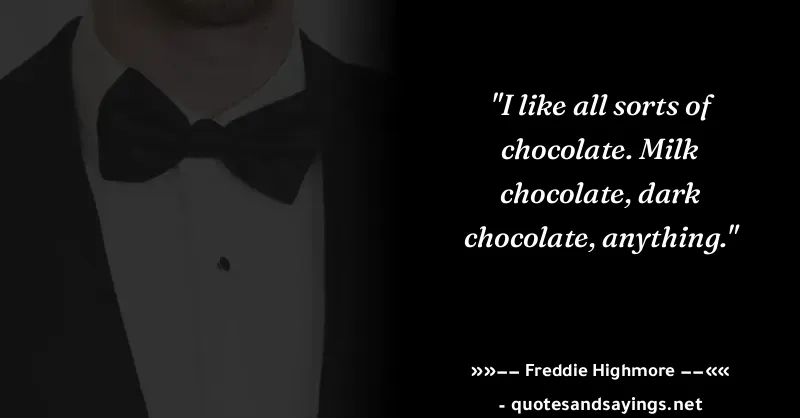 "I like all sorts of
chocolate. Milk
chocolate, dark
chocolate, anything."
»»–– Freddie Highmore ––««
- quotesandsayings.net